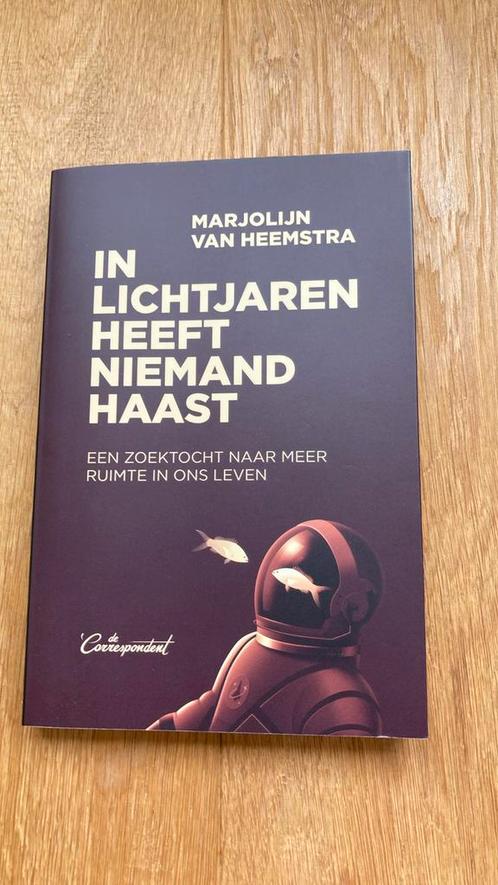 MARJOLIJN
VAN HEEMSTRA
IN
LICHTJAREN
HEEFT
NIEMAND
HAAST
EEN ZOEKTOCHT NAAR MEER
RUIMTE IN ONS LEVEN
de
Correspondent